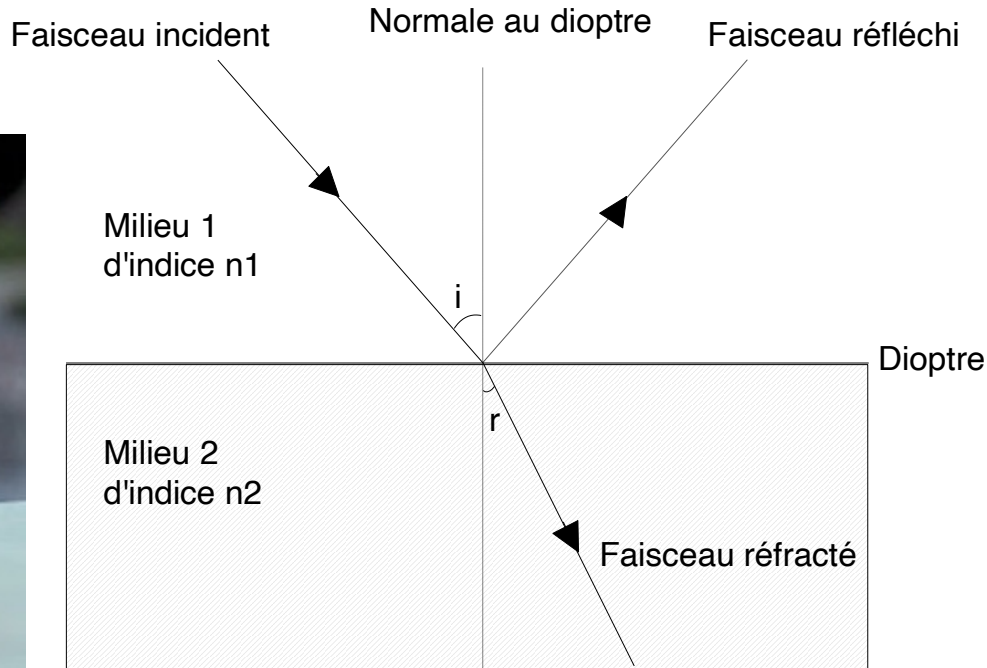 Normale au dioptre
Faisceau incident
Faisceau réfléchi
Milieu 1
d'indice n1
i
Dioptre
r
Milieu 2
d'indice n2
Faisceau réfracté